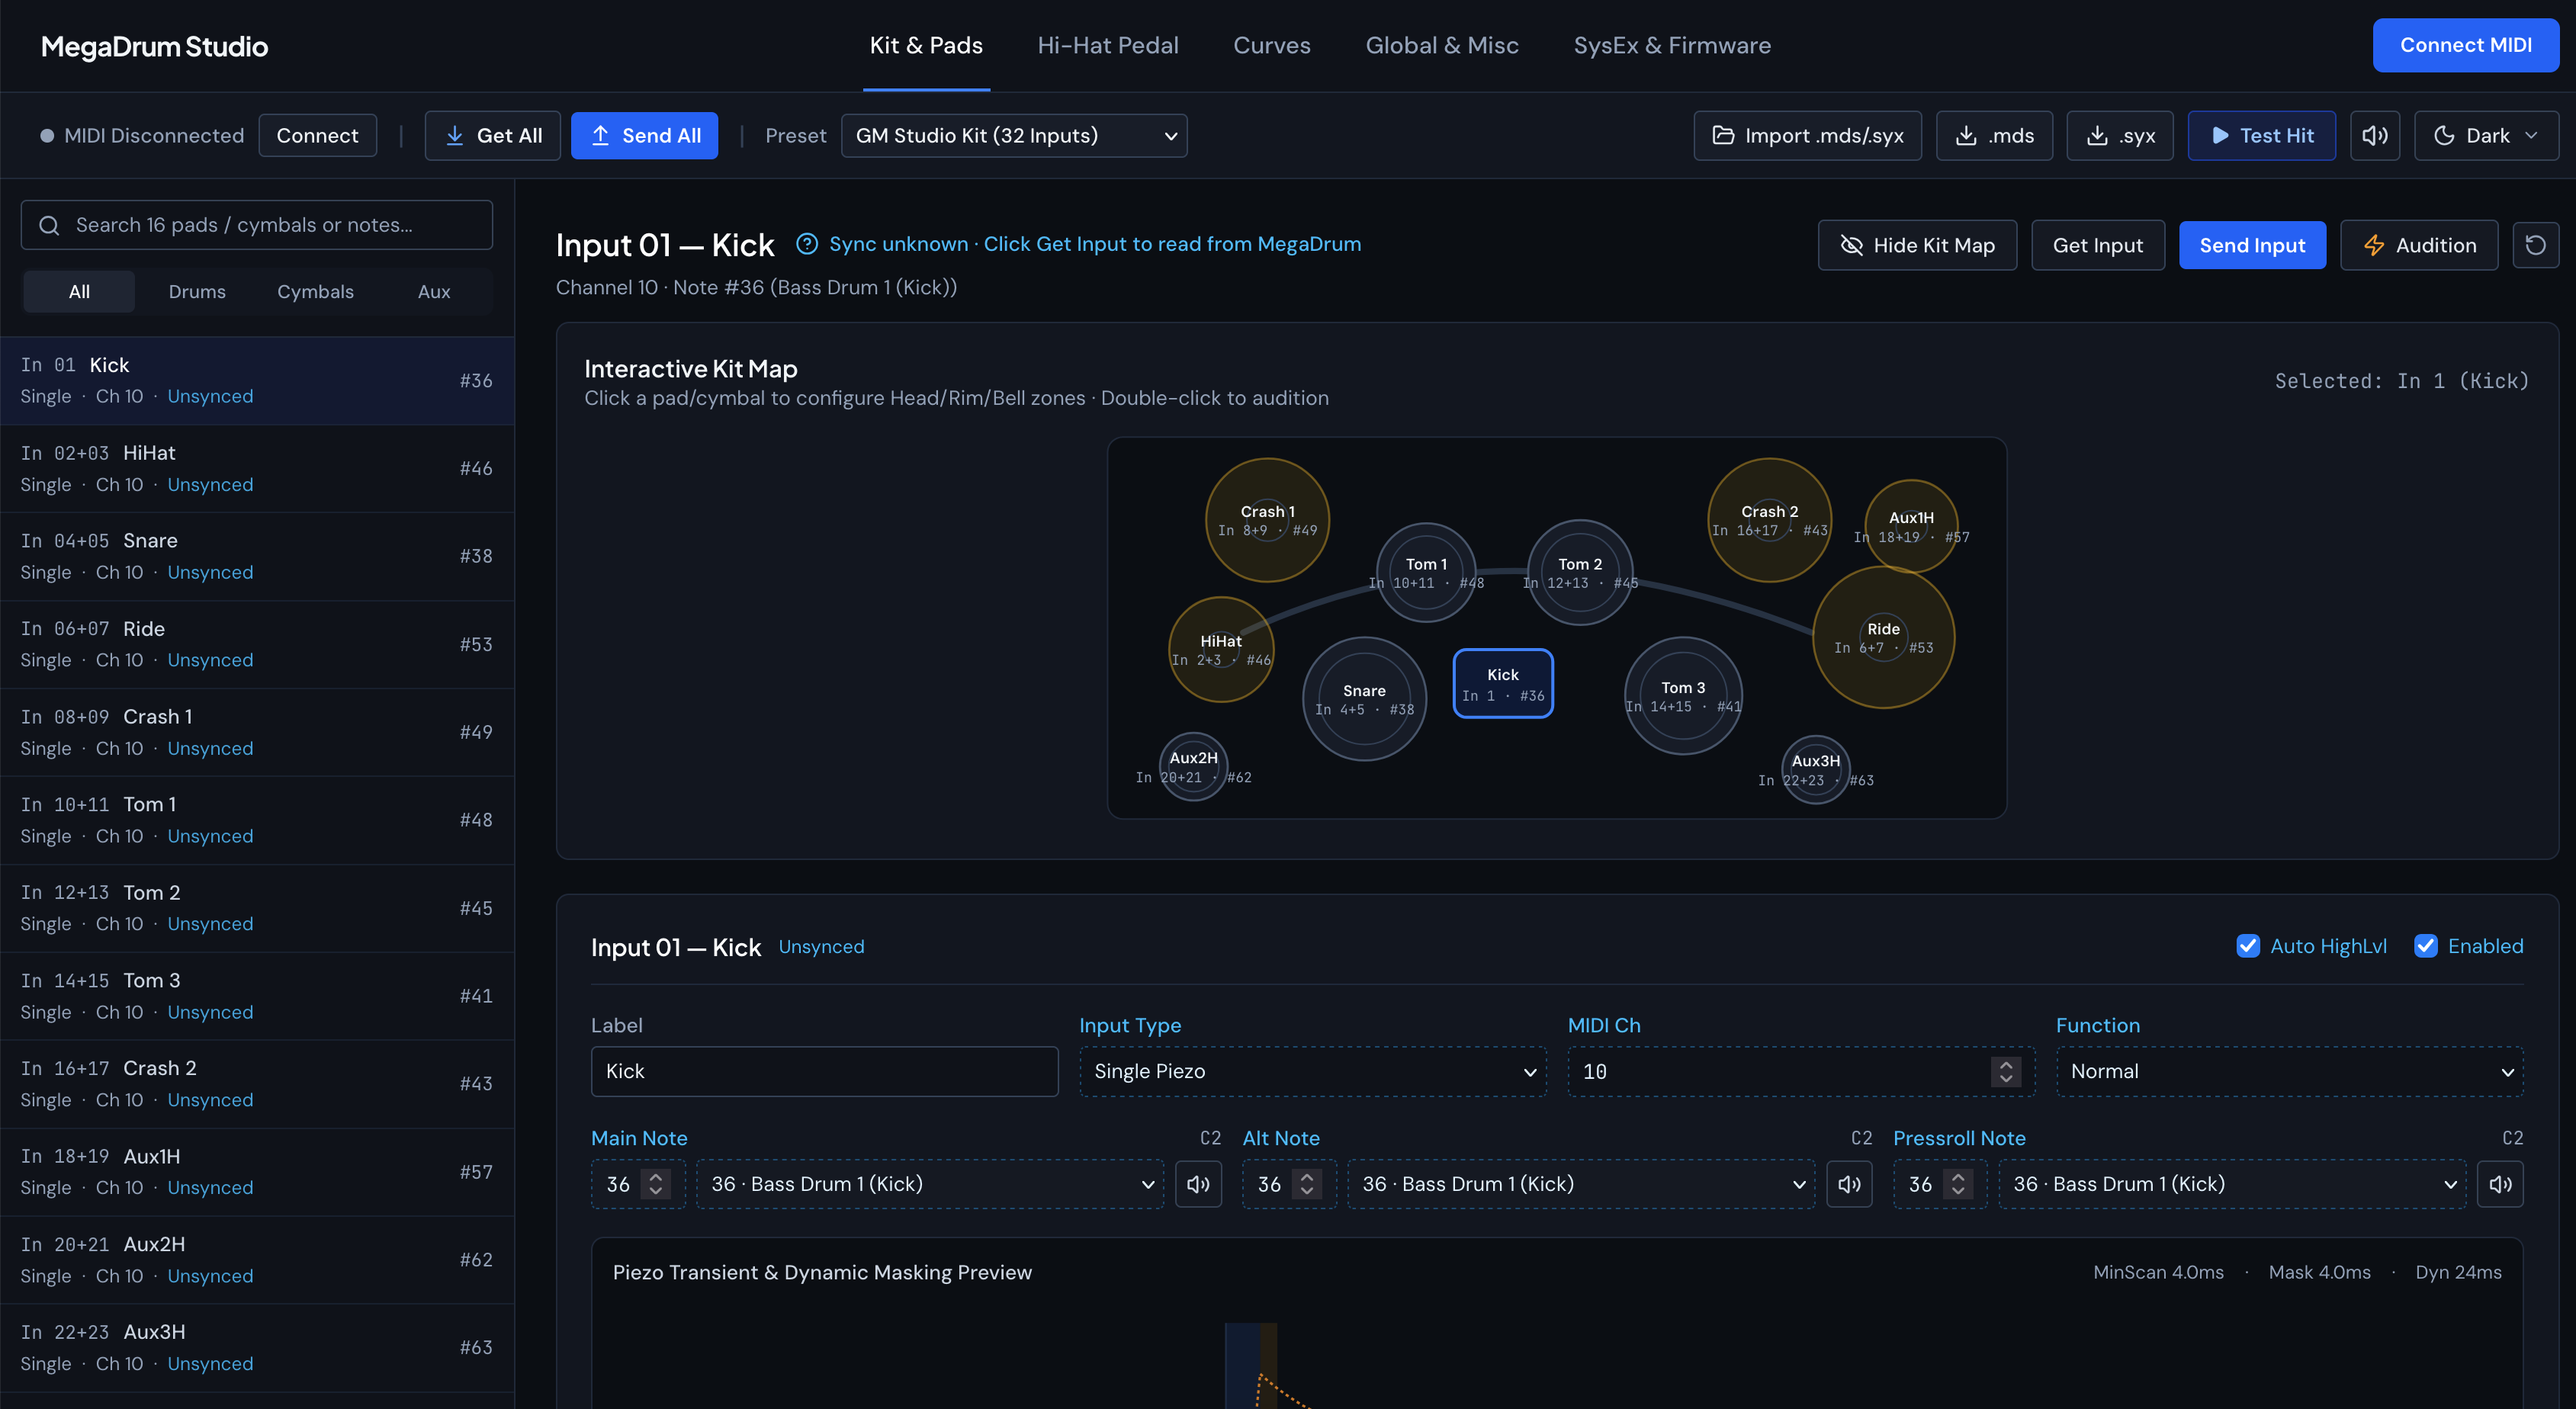 MegaDrum Studio
Kit & Pads
Hi-Hat Pedal
Curves
Global & Misc
SysEx & Firmware
Connect MIDI
MIDI Disconnected
Connect
Get All
Send All
Preset
GM Studio Kit (32 Inputs)
Import .mds/.syx
.mds
.syx
Test Hit
Dark
Search 16 pads / cymbals or notes...
All
Drums
Cymbals
Aux
In 01 Kick
#36
Single · Ch 10 · Unsynced
In 02+03 HiHat
#46
Single · Ch 10 · Unsynced
In 04+05 Snare
#38
Single · Ch 10 · Unsynced
In 06+07 Ride
#53
Single · Ch 10 · Unsynced
In 08+09 Crash 1
#49
Single · Ch 10 · Unsynced
In 10+11 Tom 1
#48
Single · Ch 10 · Unsynced
In 12+13 Tom 2
#45
Single · Ch 10 · Unsynced
In 14+15 Tom 3
#41
Single · Ch 10 · Unsynced
In 16+17 Crash 2
#43
Single · Ch 10 · Unsynced
In 18+19 Aux1H
#57
Single · Ch 10 · Unsynced
In 20+21 Aux2H
#62
Single · Ch 10 · Unsynced
In 22+23 Aux3H
#63
Single · Ch 10 · Unsynced
Input 01 — Kick
Sync unknown · Click Get Input to read from MegaDrum
Channel 10 · Note #36 (Bass Drum 1 (Kick))
Hide Kit Map
Get Input
Send Input
Audition
Interactive Kit Map
Click a pad/cymbal to configure Head/Rim/Bell zones · Double-click to audition
Selected: In 1 (Kick)
Crash 1
In 8+9 · #49
Crash 2
In 16+17 · #43
Aux1H
In 18+19 · #57
Tom 1
In 10+11 · #48
Tom 2
In 12+13 · #45
HiHat
In 2+3 · #46
Ride
In 6+7 · #53
Snare
In 4+5 · #38
Kick
In 1 · #36
Tom 3
In 14+15 · #41
Aux2H
In 20+21 · #62
Aux3H
In 22+23 · #63
Input 01 — Kick
Unsynced
Auto HighLvl
Enabled
Label
Input Type
MIDI Ch
Function
Kick
Single Piezo
10
Normal
Main Note
C2
Alt Note
C2
Pressroll Note
C2
36
36 · Bass Drum 1 (Kick)
36
36 · Bass Drum 1 (Kick)
36
36 · Bass Drum 1 (Kick)
Piezo Transient & Dynamic Masking Preview
MinScan 4.0ms · Mask 4.0ms · Dyn 24ms